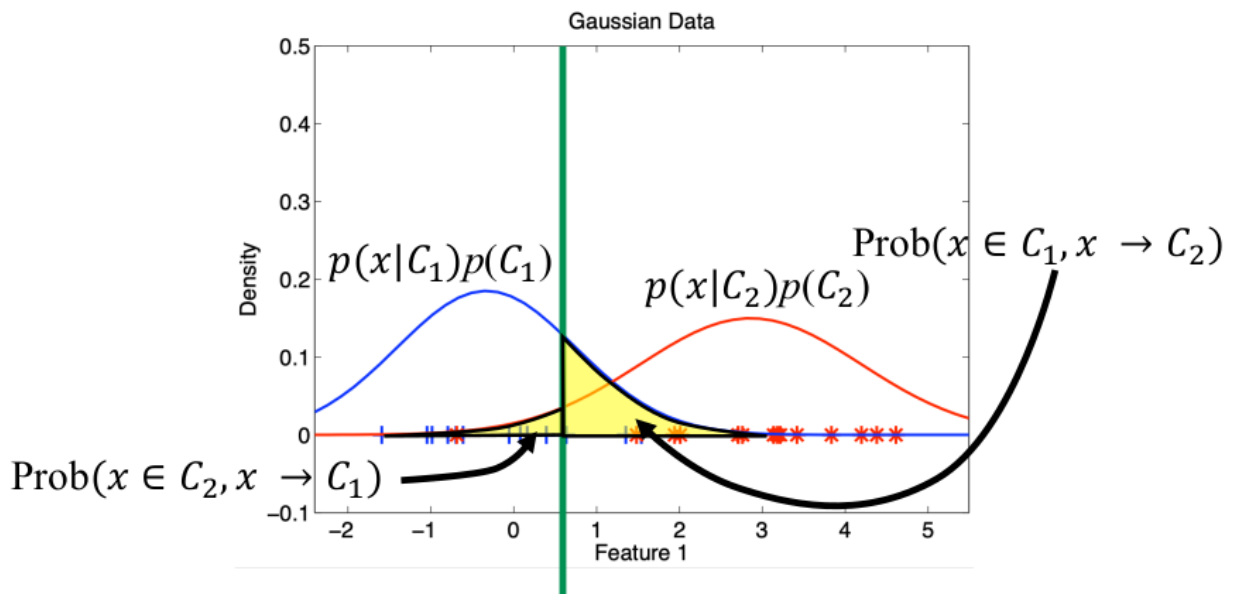 Gaussian Data
0.5
0.4
0.3
0.2
0.1
0
−0.1
Density
p(x|C₁)p(C₁)
p(x|C₂)p(C₂)
Prob(x ∈ C₁, x → C₂)
Prob(x ∈ C₂, x → C₁)
−2 −1 0 1 2 3 4 5
Feature 1